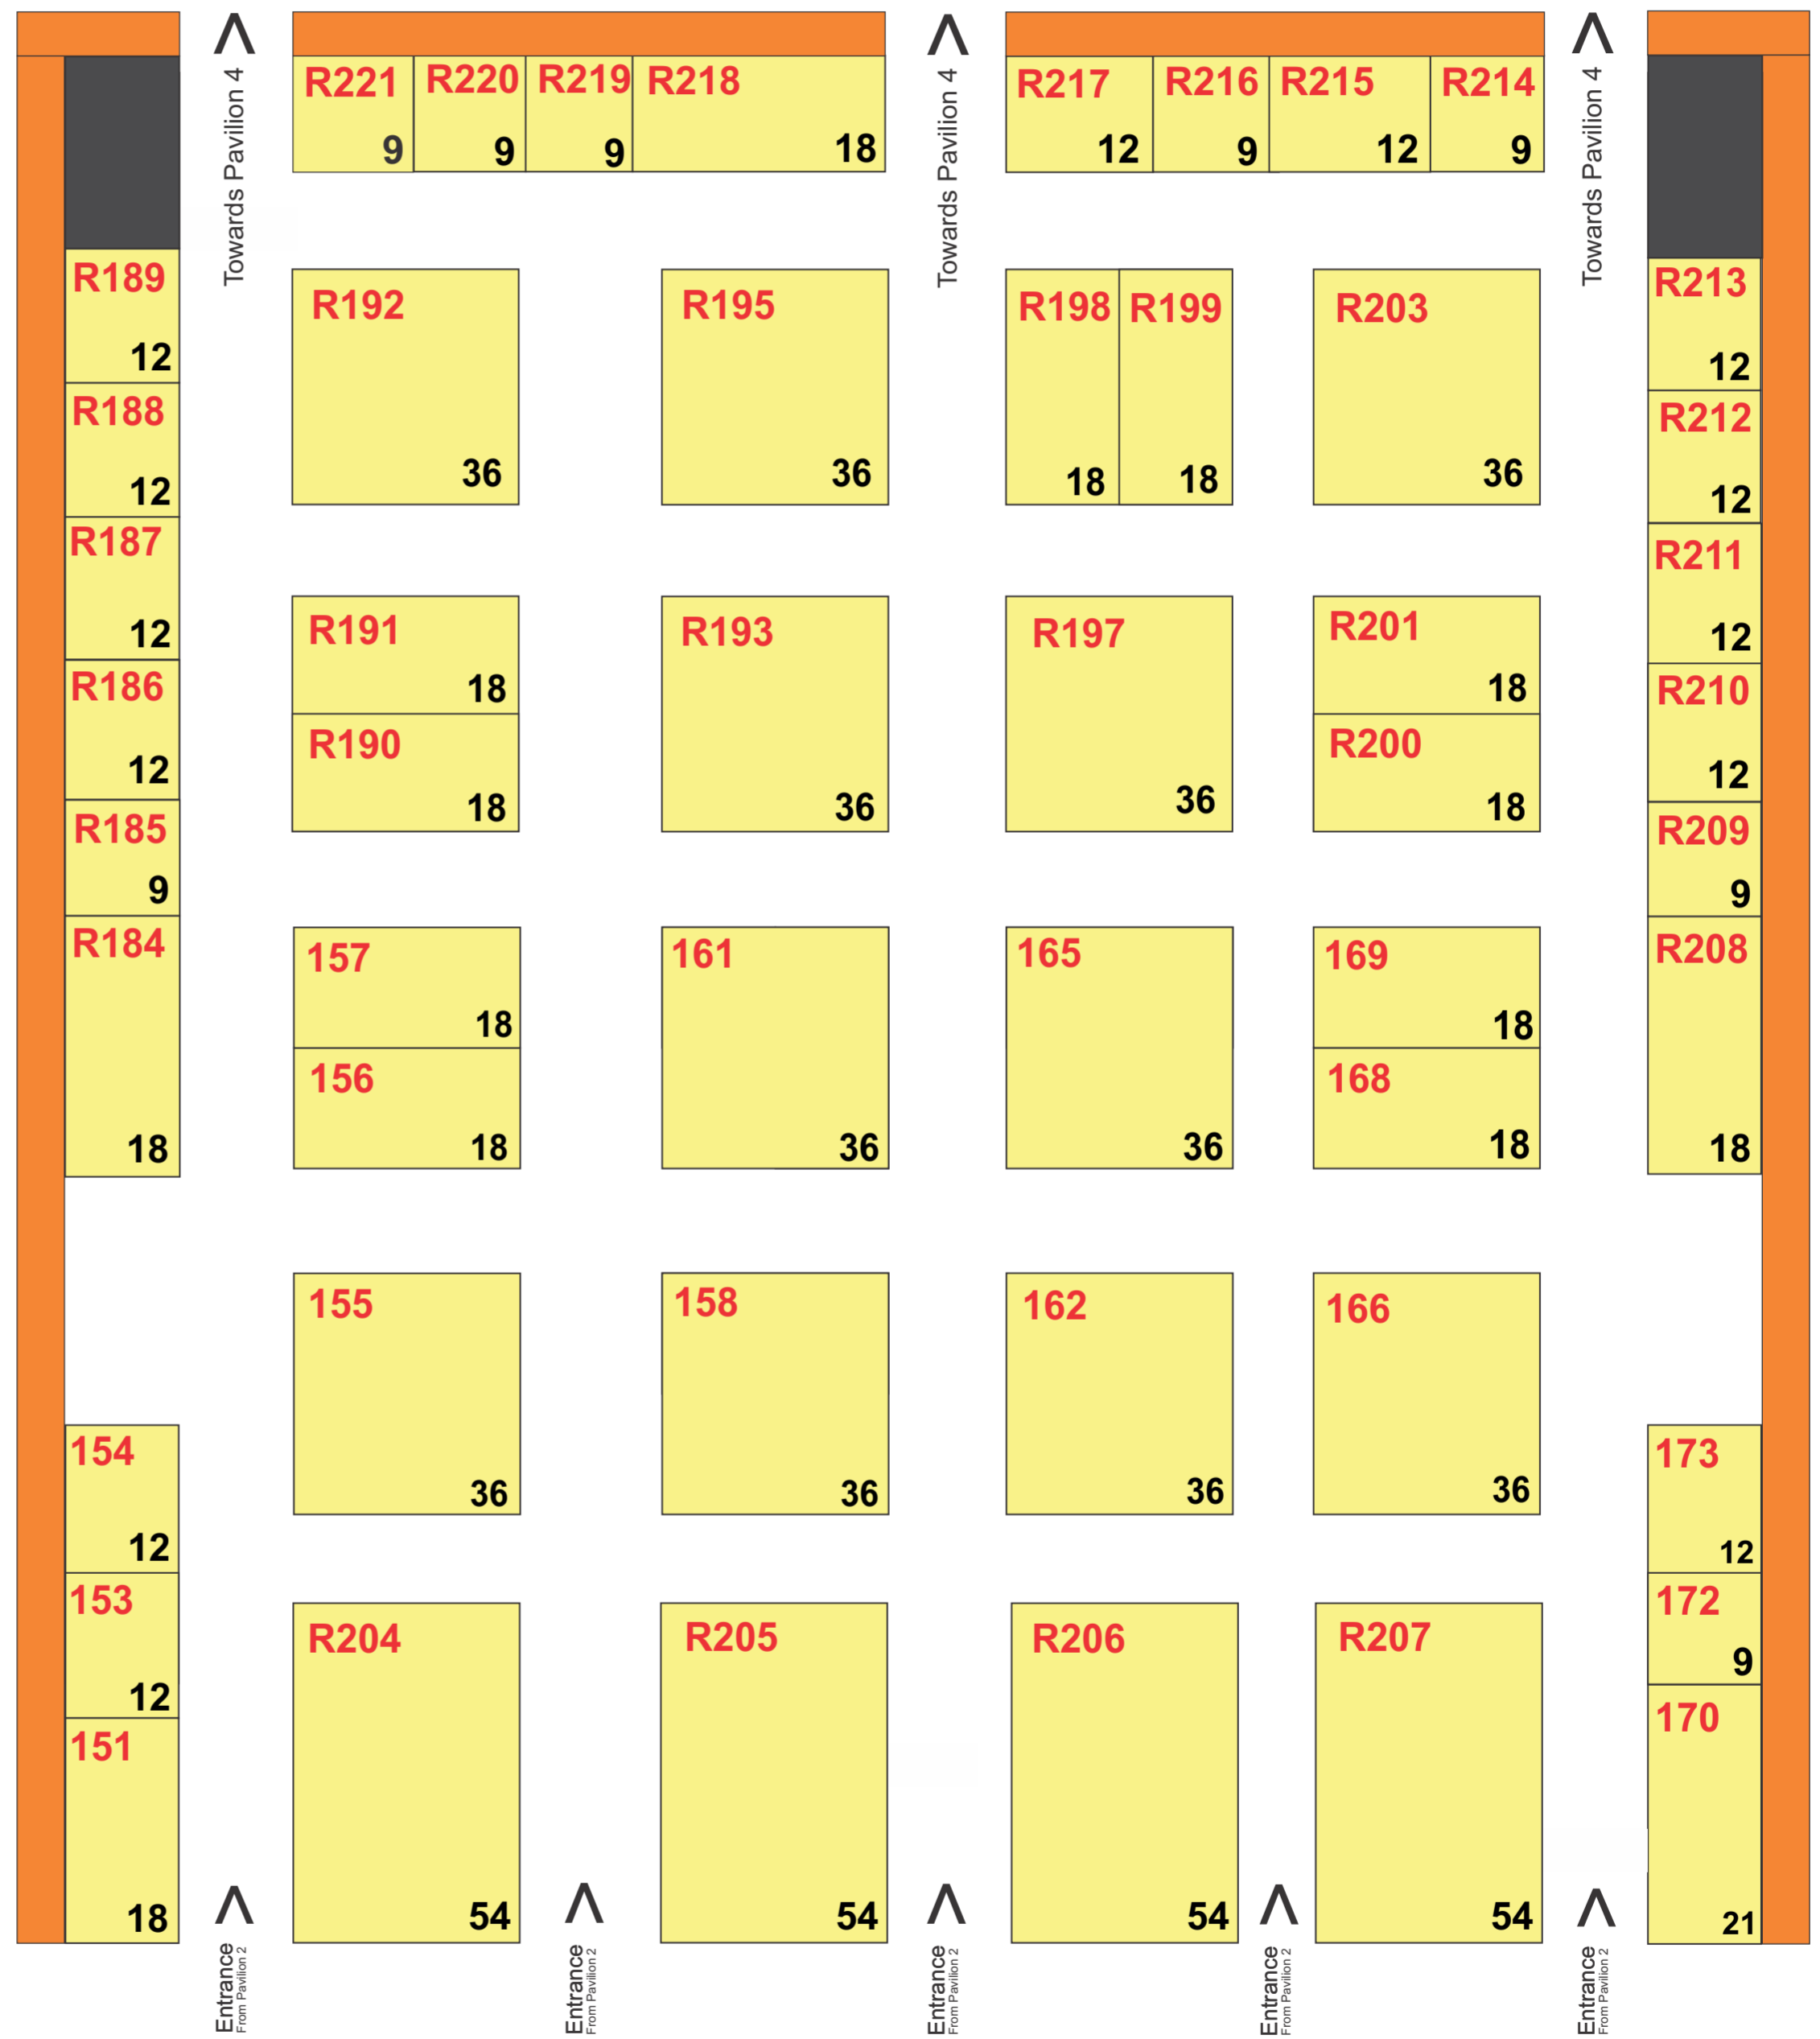 Towards Pavilion 4 >
Towards Pavilion 4 >
Towards Pavilion 4 >
R221
9
R220
9
R219
9
R218
18
R217
12
R216
9
R215
12
R214
9
R189
12
R188
12
R187
12
R186
12
R185
9
R184
18
R192
36
R195
36
R198
18
R199
18
R203
36
R213
12
R212
12
R211
12
R210
12
R209
9
R208
18
R191
18
R190
18
R193
36
R197
36
R201
18
R200
18
157
18
156
18
161
36
165
36
169
18
168
18
155
36
158
36
162
36
166
36
154
12
153
12
151
18
R204
54
R205
54
R206
54
R207
54
173
12
172
9
170
21
Entrance >
From Pavilion 2
Entrance >
From Pavilion 2
Entrance >
From Pavilion 2
Entrance >
From Pavilion 2
Entrance >
From Pavilion 2